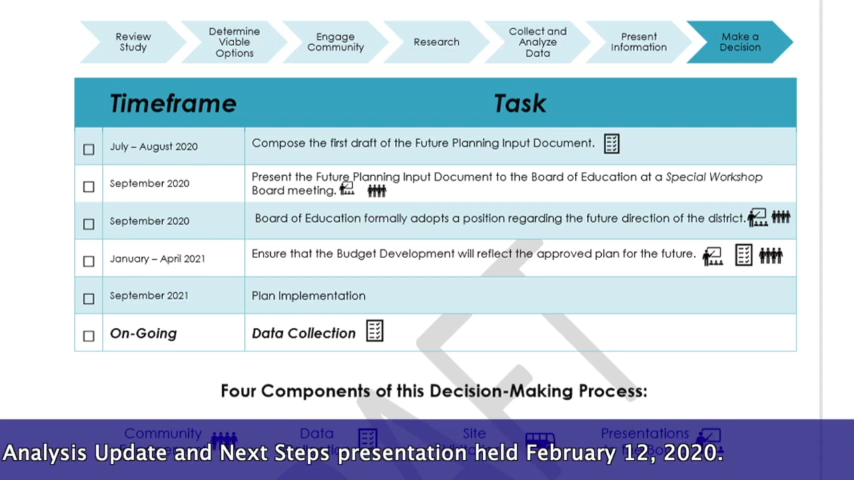 Review
Study
Determine
Viable
Options
Engage
Community
Research
Collect and
Analyze
Data
Present
Information
Make a
Decision
Timeframe Task
July – August 2020 Compose the first draft of the Future Planning Input Document.
September 2020 Present the Future Planning Input Document to the Board of Education at a Special Workshop
Board meeting.
September 2020 Board of Education formally adopts a position regarding the future direction of the district.
January – April 2021 Ensure that the Budget Development will reflect the approved plan for the future.
September 2021 Plan Implementation
On-Going Data Collection
Four Components of this Decision-Making Process:
Community Data Site Presentations
Analysis Update and Next Steps presentation held February 12, 2020.